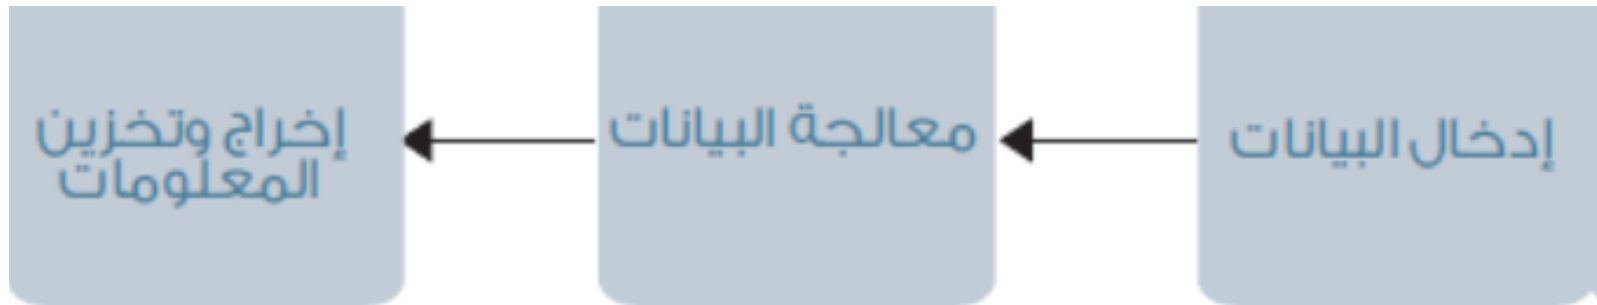 إدخال البيانات
معالجة البيانات
إخراج وتخزين
المعلومات